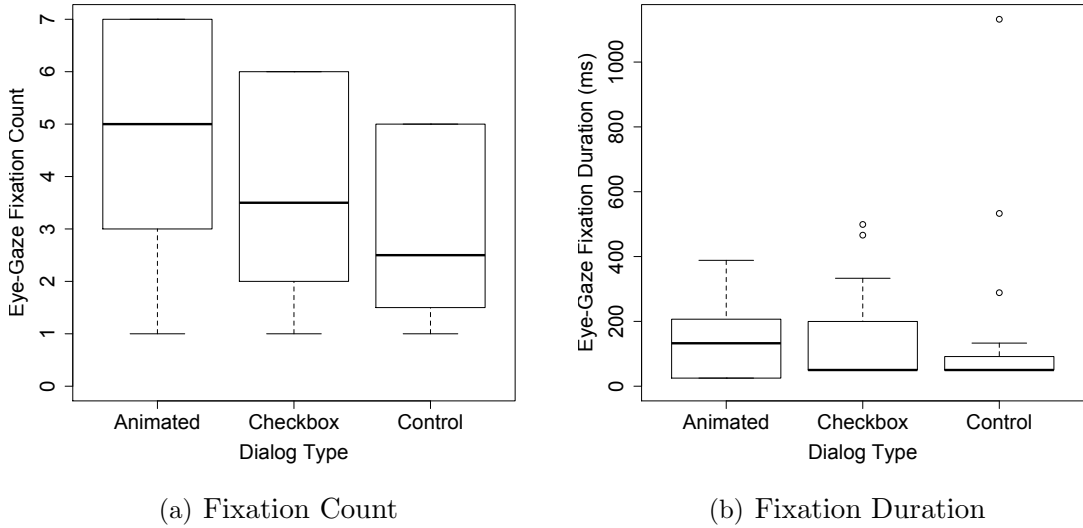 Eye-Gaze Fixation Count
7
6
5
4
3
2
1
0
Animated Checkbox Control
Dialog Type
(a) Fixation Count
Eye-Gaze Fixation Duration (ms)
1000
800
600
400
200
0
Animated Checkbox Control
Dialog Type
(b) Fixation Duration